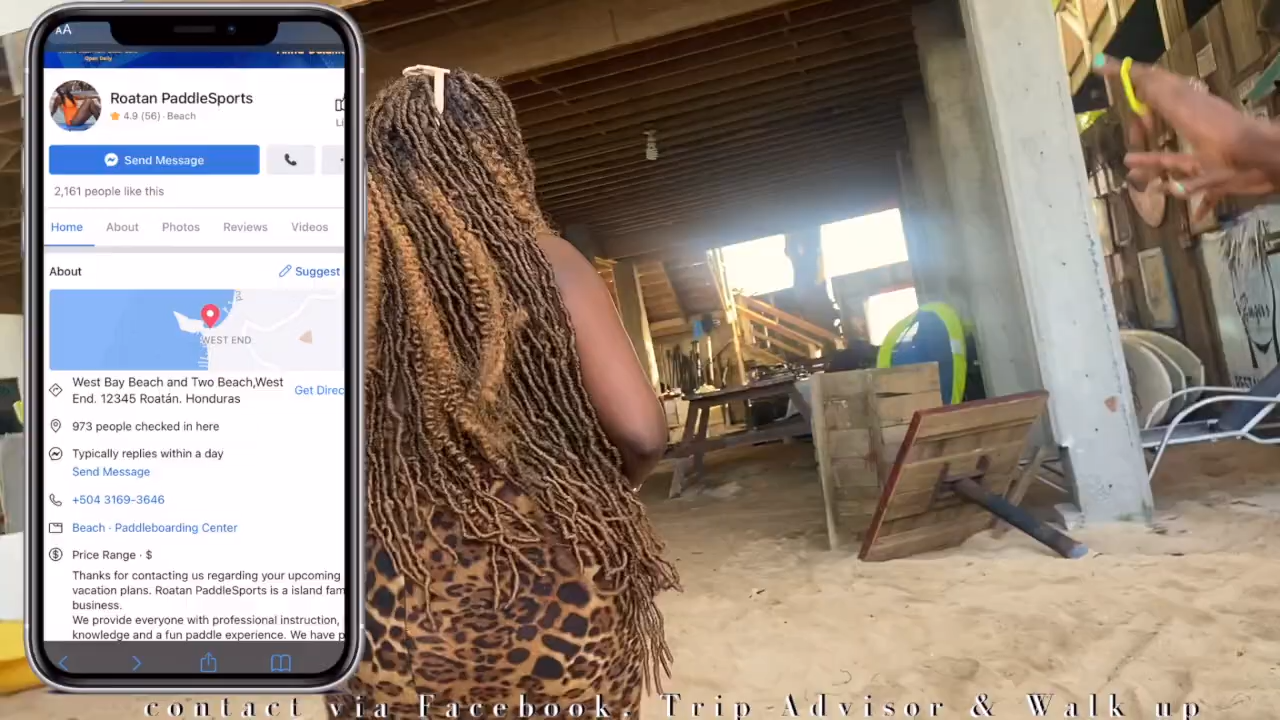 AA
Open Daily
Roatan PaddleSports
4.9 (56) · Beach
Li
Send Message
2,161 people like this
Home About Photos Reviews Videos
About
Suggest
WEST END
West Bay Beach and Two Beach,West
End. 12345 Roatán. Honduras
Get Direc
973 people checked in here
Typically replies within a day
Send Message
+504 3169-3646
Beach · Paddleboarding Center
Price Range · $
Thanks for contacting us regarding your upcoming
vacation plans. Roatan PaddleSports is a island fam
business.
We provide everyone with professional instruction,
knowledge and a fun paddle experience. We have p
contact via Facebook, Trip Advisor & Walk up